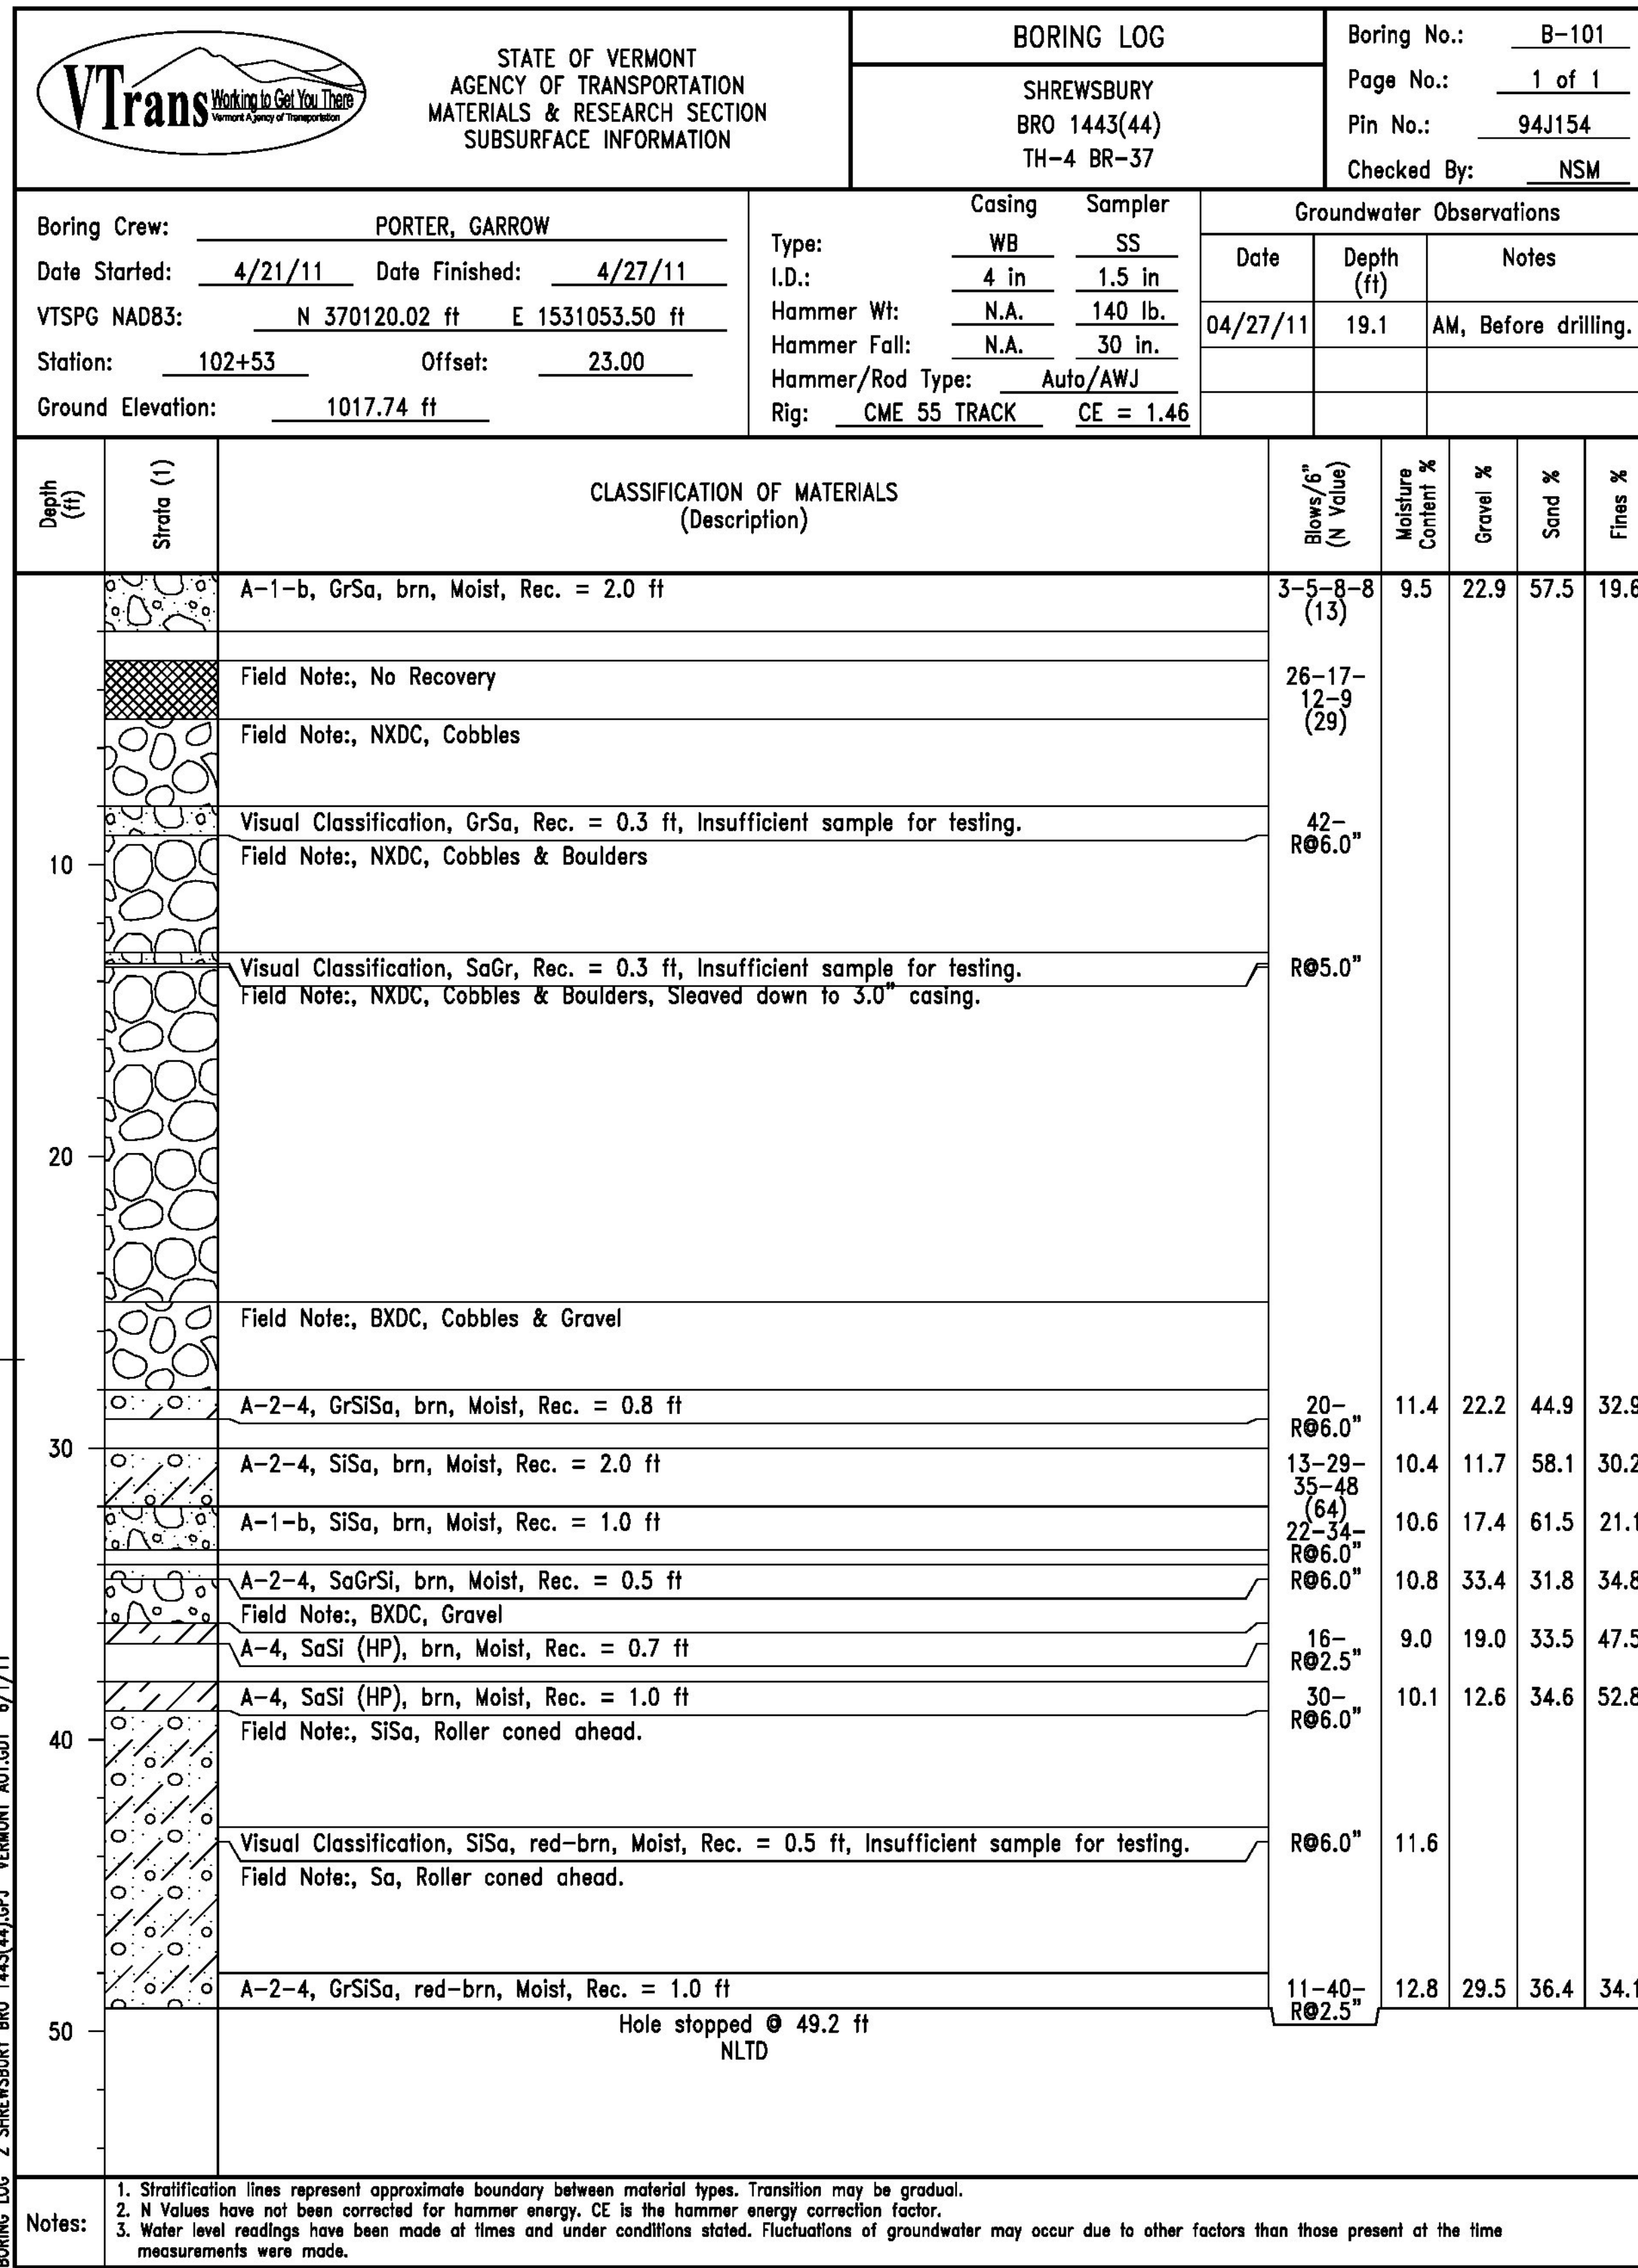 VTrans Working to Get You There
Vermont Agency of Transportation
STATE OF VERMONT
AGENCY OF TRANSPORTATION
MATERIALS & RESEARCH SECTION
SUBSURFACE INFORMATION
BORING LOG
SHREWSBURY
BRO 1443(44)
TH-4 BR-37
Boring No.: B-101
Page No.: 1 of 1
Pin No.: 94J154
Checked By: NSM
Boring Crew: PORTER, GARROW
Date Started: 4/21/11 Date Finished: 4/27/11
VTSPG NAD83: N 370120.02 ft E 1531053.50 ft
Station: 102+53 Offset: 23.00
Ground Elevation: 1017.74 ft
Casing Sampler
Type: WB SS
I.D.: 4 in 1.5 in
Hammer Wt: N.A. 140 lb.
Hammer Fall: N.A. 30 in.
Hammer/Rod Type: Auto/AWJ
Rig: CME 55 TRACK CE = 1.46
Groundwater Observations
Date Depth (ft) Notes
04/27/11 19.1 AM, Before drilling.
Depth (ft)
Strata (1)
CLASSIFICATION OF MATERIALS
(Description)
Blows/6"
(N Value)
Moisture
Content %
Gravel %
Sand %
Fines %
A-1-b, GrSa, brn, Moist, Rec. = 2.0 ft 3-5-8-8 9.5 22.9 57.5 19.6
(13)
Field Note:, No Recovery 26-17-
12-9
(29)
Field Note:, NXDC, Cobbles
Visual Classification, GrSa, Rec. = 0.3 ft, Insufficient sample for testing. 42-
R@6.0"
10 Field Note:, NXDC, Cobbles & Boulders
Visual Classification, SaGr, Rec. = 0.3 ft, Insufficient sample for testing. R@5.0"
Field Note:, NXDC, Cobbles & Boulders, Sleaved down to 3.0" casing.
20
Field Note:, BXDC, Cobbles & Gravel
A-2-4, GrSiSa, brn, Moist, Rec. = 0.8 ft 20- 11.4 22.2 44.9 32.9
R@6.0"
30
A-2-4, SiSa, brn, Moist, Rec. = 2.0 ft 13-29- 10.4 11.7 58.1 30.2
35-48
(64)
A-1-b, SiSa, brn, Moist, Rec. = 1.0 ft 22-34- 10.6 17.4 61.5 21.1
R@6.0"
A-2-4, SaGrSi, brn, Moist, Rec. = 0.5 ft R@6.0" 10.8 33.4 31.8 34.8
Field Note:, BXDC, Gravel
A-4, SaSi (HP), brn, Moist, Rec. = 0.7 ft 16- 9.0 19.0 33.5 47.5
R@2.5"
A-4, SaSi (HP), brn, Moist, Rec. = 1.0 ft 30- 10.1 12.6 34.6 52.8
R@6.0"
40 Field Note:, SiSa, Roller coned ahead.
Visual Classification, SiSa, red-brn, Moist, Rec. = 0.5 ft, Insufficient sample for testing. R@6.0" 11.6
Field Note:, Sa, Roller coned ahead.
A-2-4, GrSiSa, red-brn, Moist, Rec. = 1.0 ft 11-40- 12.8 29.5 36.4 34.1
R@2.5"
50 Hole stopped @ 49.2 ft
NLTD
Notes:
1. Stratification lines represent approximate boundary between material types. Transition may be gradual.
2. N Values have not been corrected for hammer energy. CE is the hammer energy correction factor.
3. Water level readings have been made at times and under conditions stated. Fluctuations of groundwater may occur due to other factors than those present at the time
measurements were made.
BORING LOG 2 SHREWSBURY BRO 1443(44).GPJ VERMONT AOT.GDT